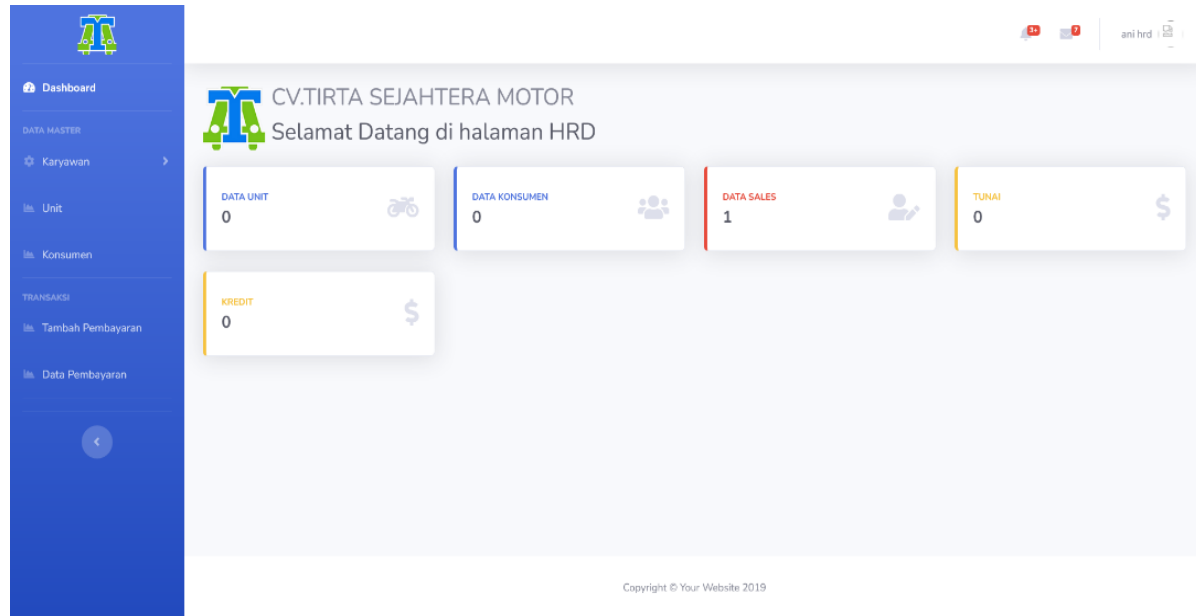 3+
7
ani hrd
Dashboard
DATA MASTER
Karyawan
Unit
Konsumen
TRANSAKSI
Tambah Pembayaran
Data Pembayaran
CV.TIRTA SEJAHTERA MOTOR
Selamat Datang di halaman HRD
DATA UNIT
0
DATA KONSUMEN
0
DATA SALES
1
TUNAI
0
KREDIT
0
Copyright © Your Website 2019